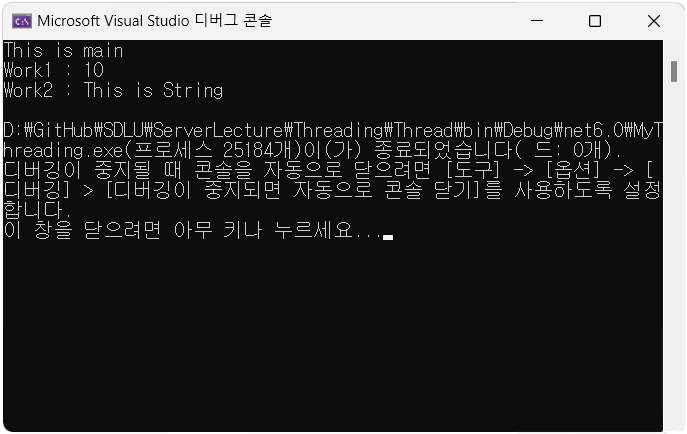 Microsoft Visual Studio 디버그 콘솔
This is main
Work1 : 10
Work2 : This is String
D:₩GitHub₩SDLU₩ServerLecture₩Threading₩Thread₩bin₩Debug₩net6.0₩MyT
hreading.exe(프로세스 25184개)이(가) 종료되었습니다( 드: 0개).
디버깅이 중지될 때 콘솔을 자동으로 닫으려면 [도구] -> [옵션] -> [
디버깅] > [디버깅이 중지되면 자동으로 콘솔 닫기]를 사용하도록 설정
합니다.
이 창을 닫으려면 아무 키나 누르세요...